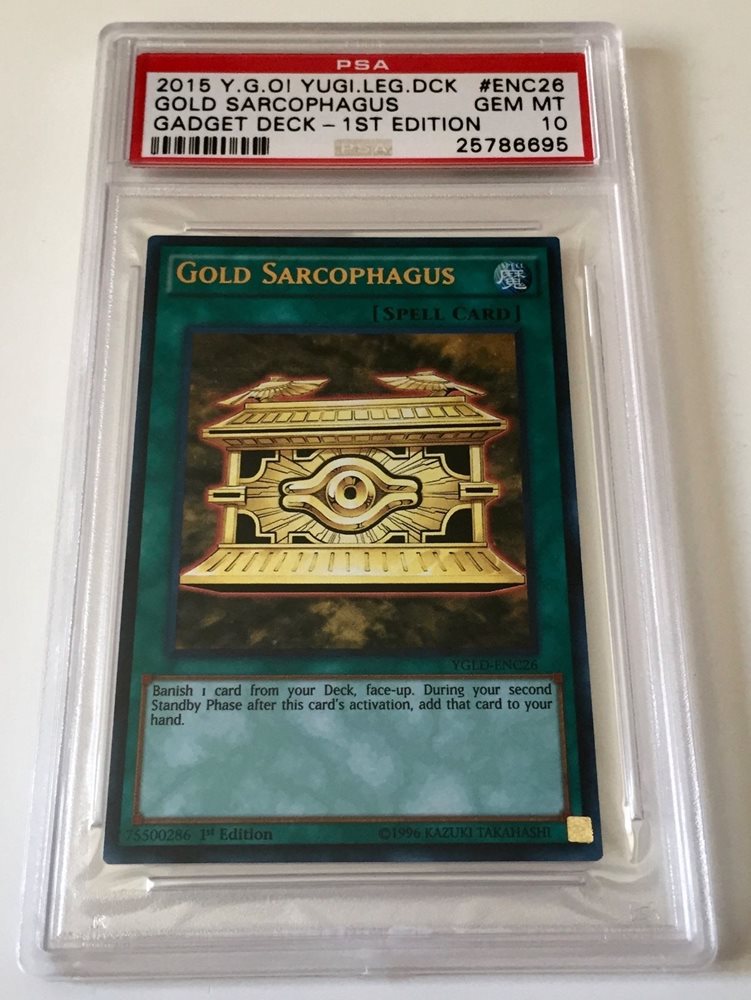 PSA
2015 Y.G.O! YUGI.LEG.DCK #ENC26
GOLD SARCOPHAGUS GEM MT
GADGET DECK - 1ST EDITION 10
25786695
GOLD SARCOPHAGUS
SPELL
魔
[SPELL CARD]
YGLD-ENC26
Banish 1 card from your Deck, face-up. During your second
Standby Phase after this card's activation, add that card to your
hand.
75500286 1st Edition ©1996 KAZUKI TAKAHASHI